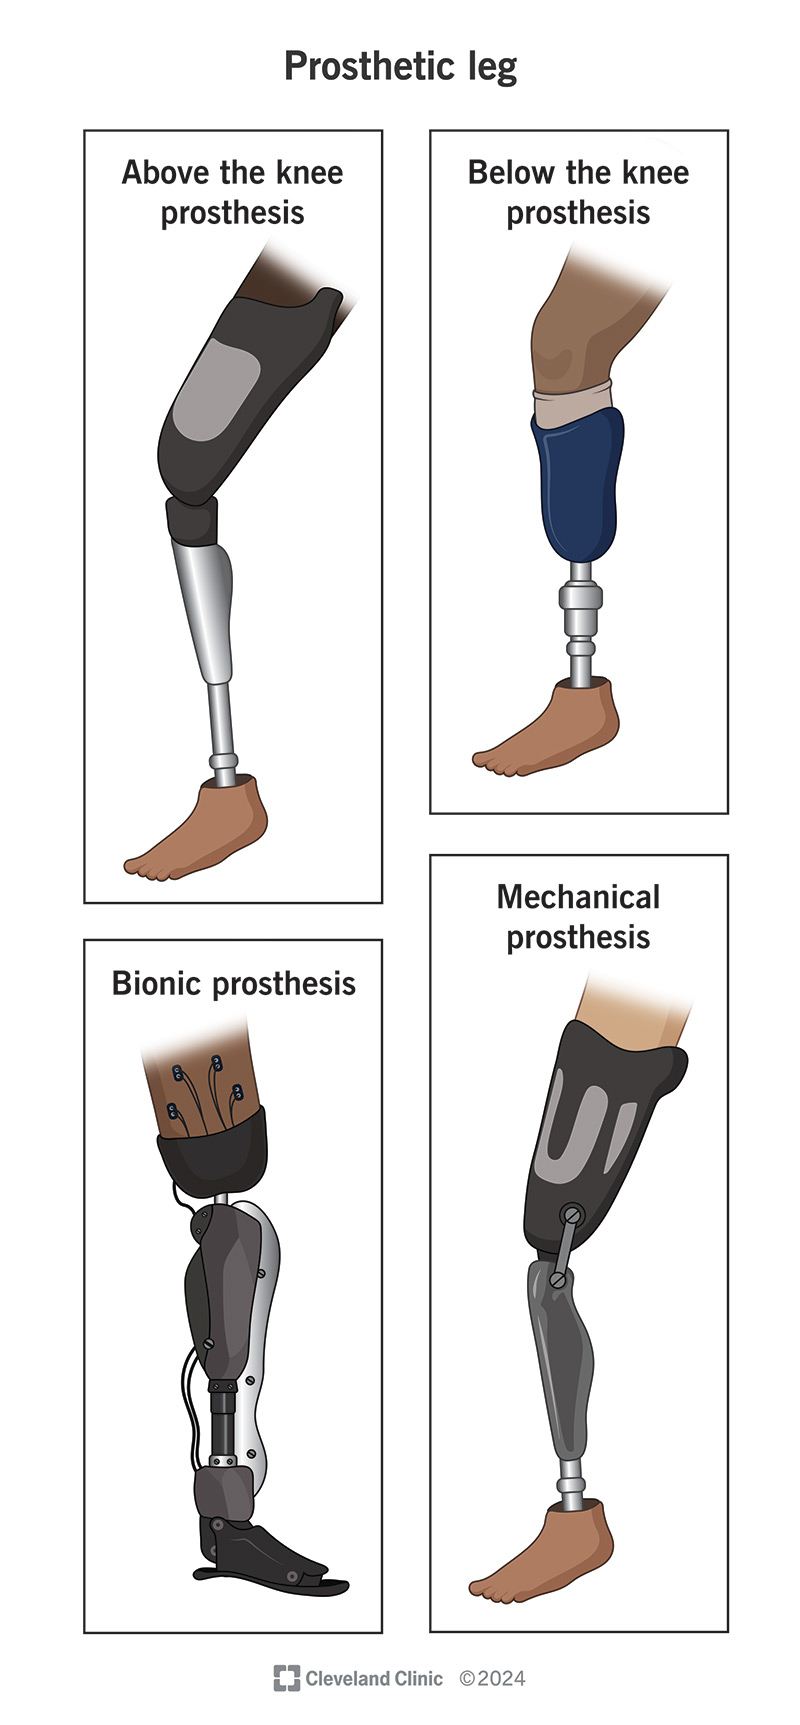 Prosthetic leg
Above the knee
prosthesis
Below the knee
prosthesis
Bionic prosthesis
Mechanical
prosthesis
Cleveland Clinic ©2024